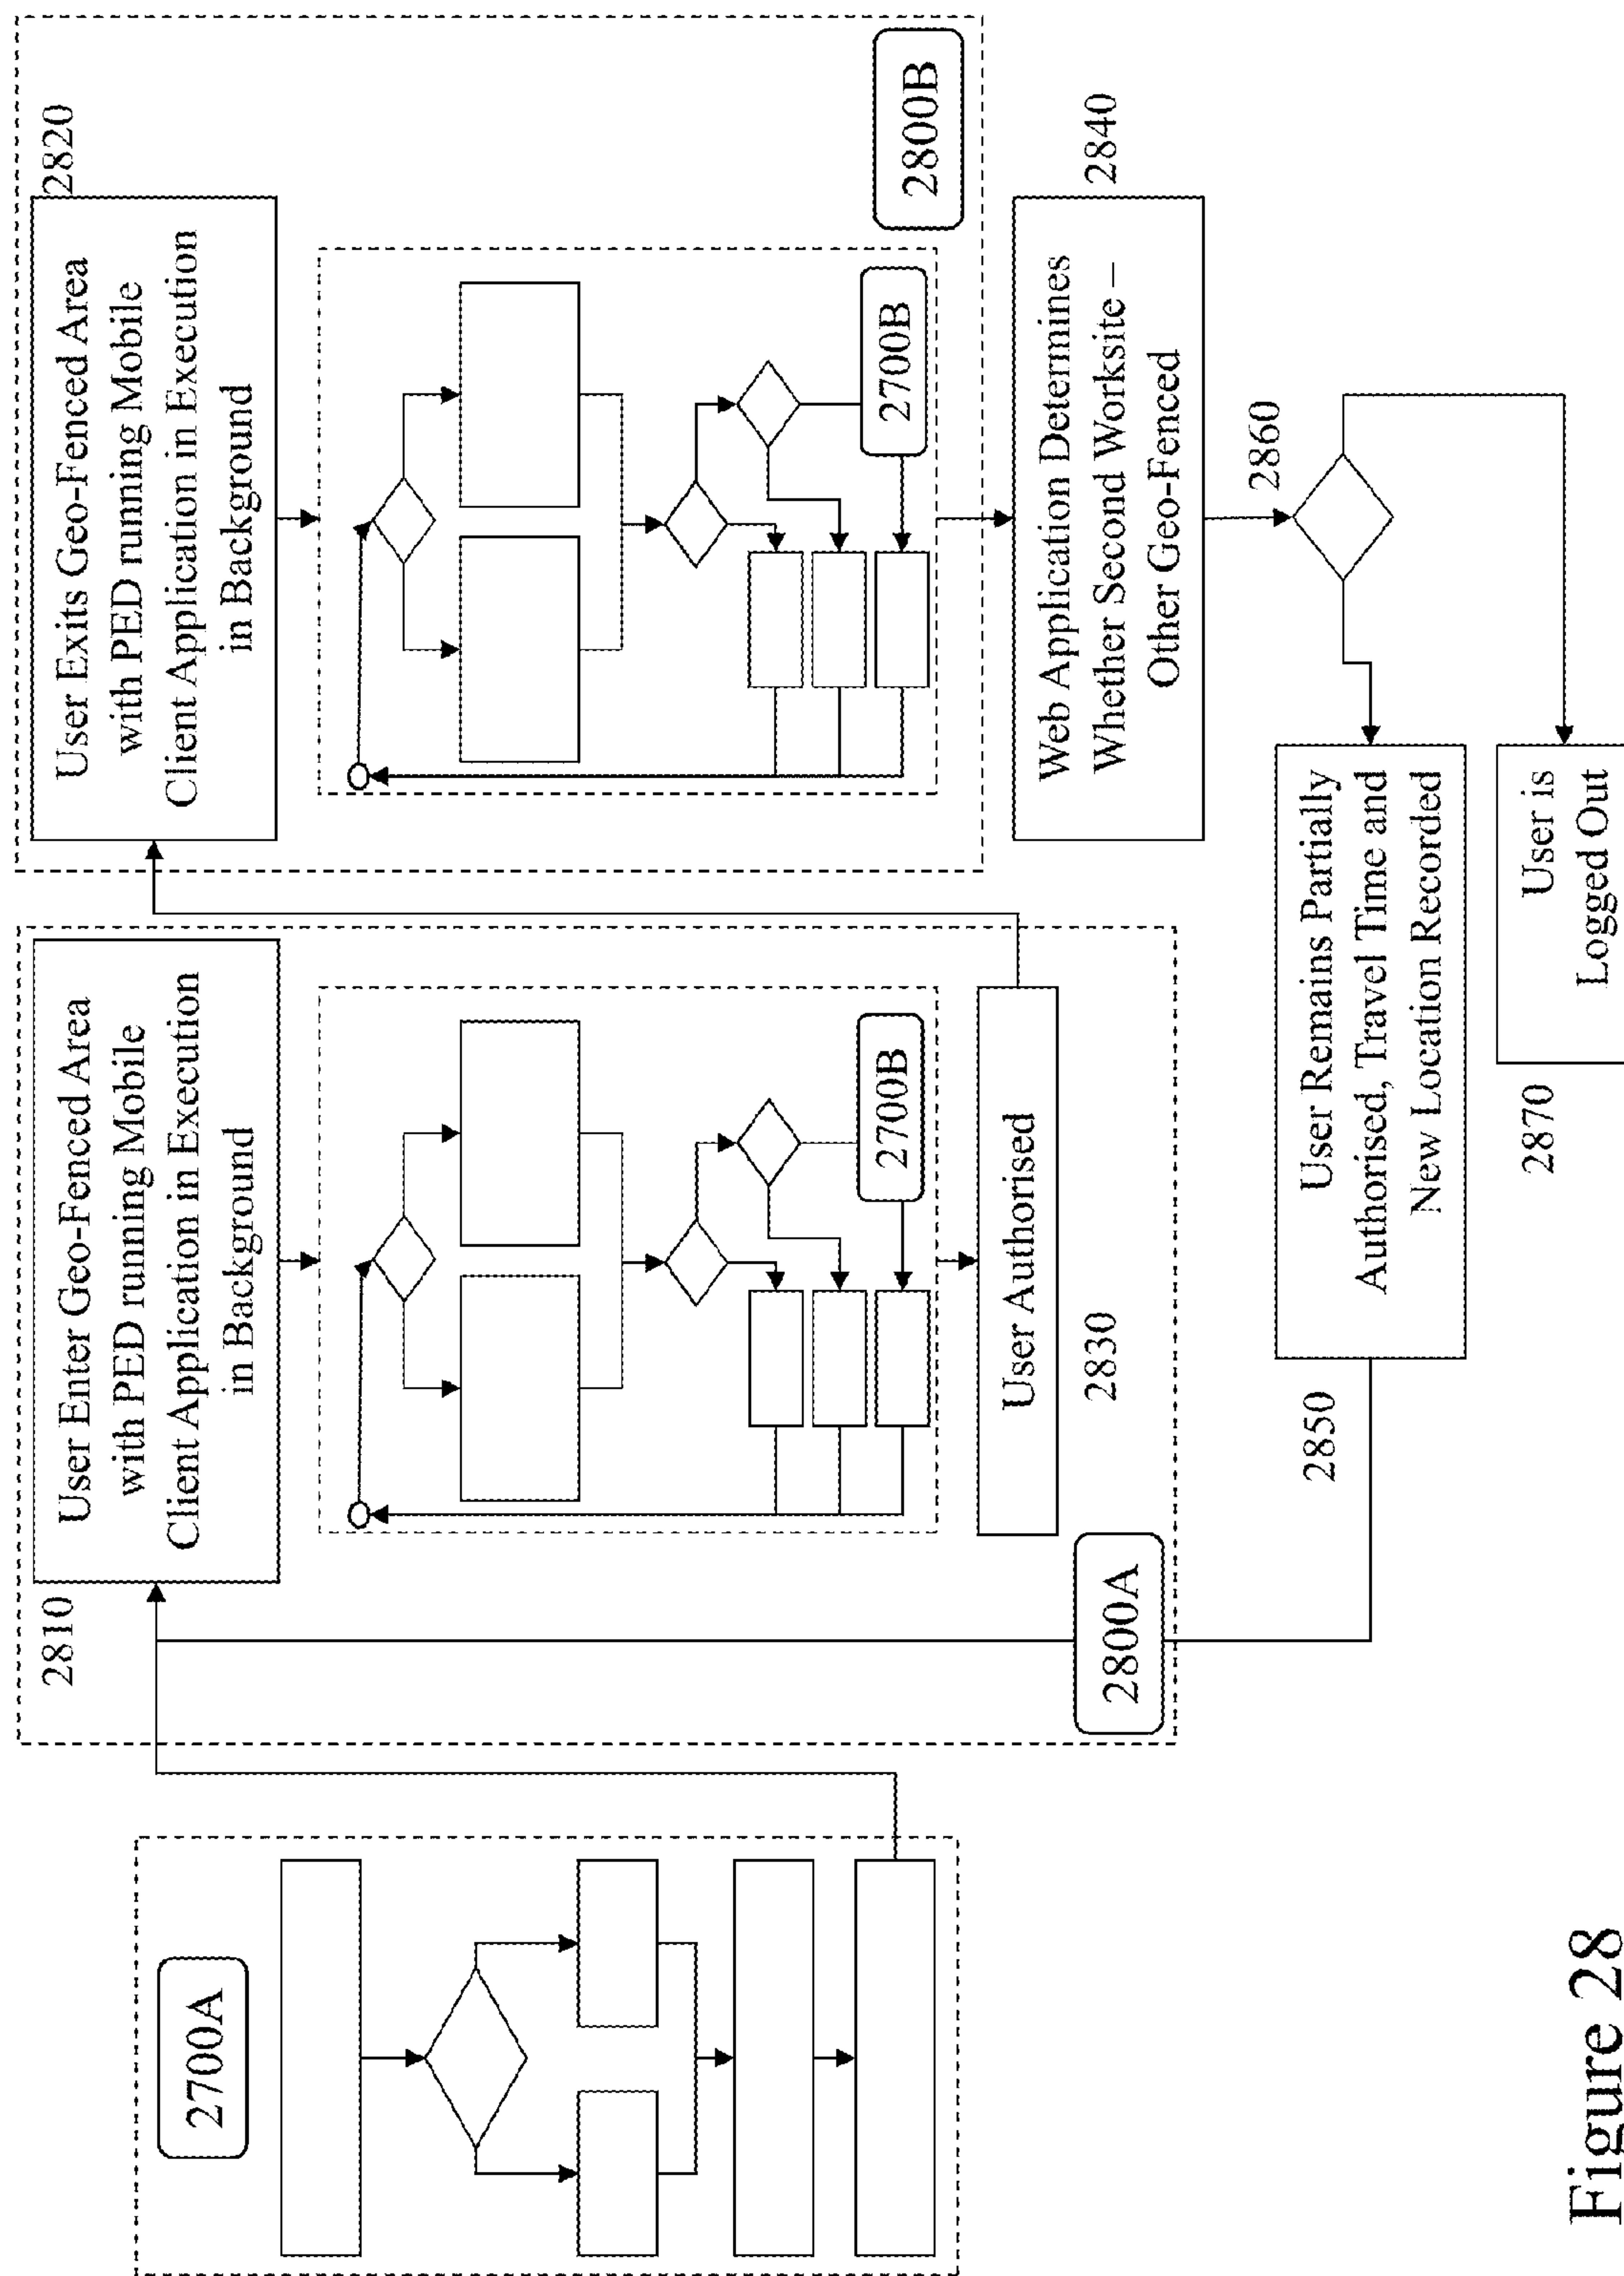 2700A
2810
User Enter Geo-Fenced Area
with PED running Mobile
Client Application in Execution
in Background
2700B
User Authorised
2830
2800A
2820
User Exits Geo-Fenced Area
with PED running Mobile
Client Application in Execution
in Background
2700B
2800B
Web Application Determines
Whether Second Worksite –
Other Geo-Fenced
2840
2860
2850
User Remains Partially
Authorised, Travel Time and
New Location Recorded
2870
User is
Logged Out
Figure 28